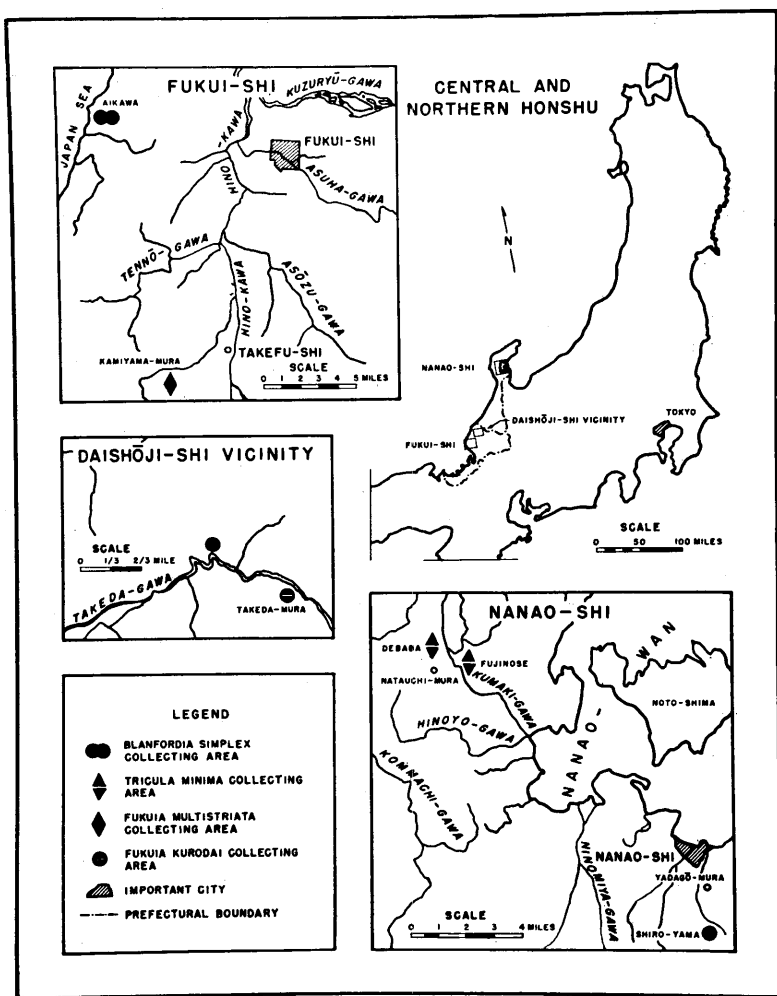 FUKUI-SHI
KUZURYŪ-GAWA
AIKAWA
JAPAN SEA
-KAWA
FUKUI-SHI
HINO
ASUHA-GAWA
TENNŌ-GAWA
ASŌZU-GAWA
HINO-KAWA
TAKEFU-SHI
KAMIYAMA-MURA
SCALE
0 1 2 3 4 5 MILES
CENTRAL AND
NORTHERN HONSHU
N
NANAO-SHI
DAISHŌJI-SHI VICINITY
FUKUI-SHI
TOKYO
SCALE
0 50 100 MILES
DAISHŌJI-SHI VICINITY
SCALE
0 1/3 2/3 MILE
TAKEDA-GAWA
TAKEDA-MURA
NANAO-SHI
DEBABA
FUJINOSE
NATAUCHI-MURA
KUMAKI-GAWA
WAN
NOTO-SHIMA
HINOYO-GAWA
NANAO-
KOMMACHI-GAWA
NANAO-SHI
YADAGŌ-MURA
NINOMIYA-GAWA
SCALE
0 1 2 3 4 MILES
SHIRO-YAMA
LEGEND
BLANFORDIA SIMPLEX
COLLECTING AREA
TRICULA MINIMA COLLECTING
AREA
FUKUIA MULTISTRIATA
COLLECTING AREA
FUKUIA KURODAI COLLECTING
AREA
IMPORTANT CITY
PREFECTURAL BOUNDARY